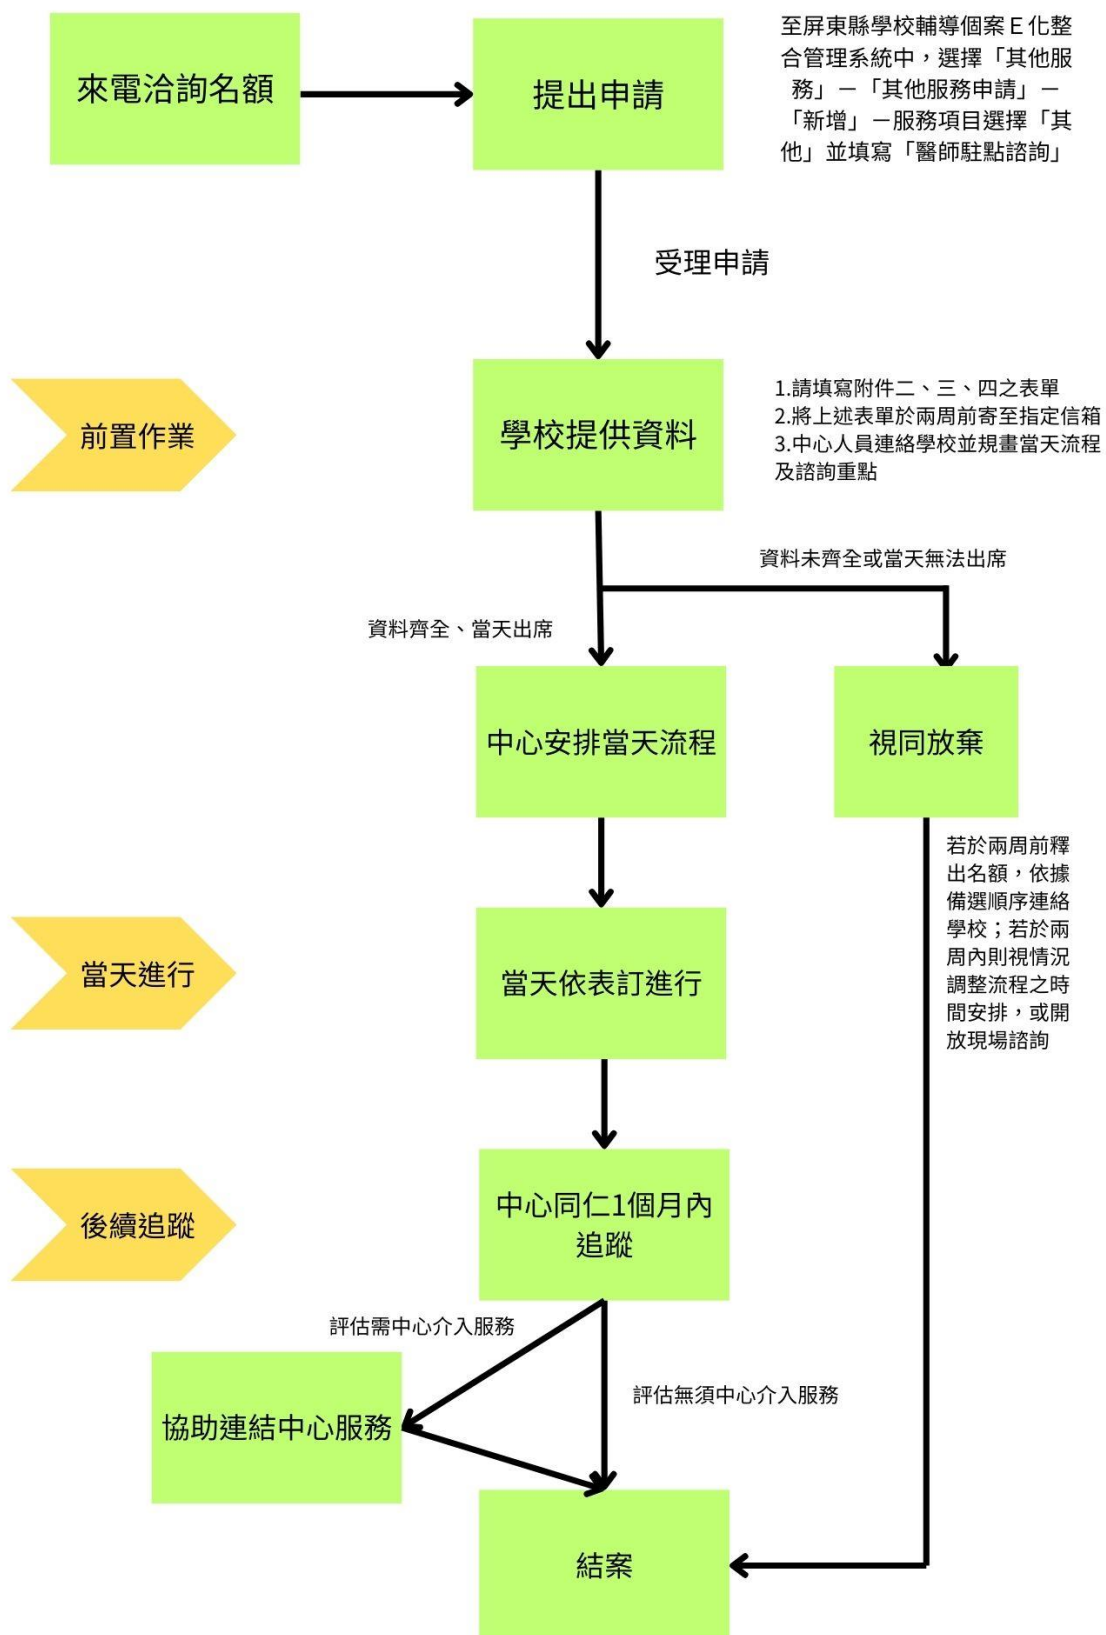 來電洽詢名額
提出申請
至屏東縣學校輔導個案E化整
合管理系統中，選擇「其他服
務」－「其他服務申請」－
「新增」－服務項目選擇「其
他」並填寫「醫師駐點諮詢」
受理申請
前置作業
學校提供資料
1.請填寫附件二、三、四之表單
2.將上述表單於兩周前寄至指定信箱
3.中心人員連絡學校並規畫當天流程
及諮詢重點
資料未齊全或當天無法出席
資料齊全、當天出席
中心安排當天流程
視同放棄
若於兩周前釋
出名額，依據
備選順序連絡
學校；若於兩
周內則視情況
調整流程之時
間安排，或開
放現場諮詢
當天進行
當天依表訂進行
後續追蹤
中心同仁1個月內
追蹤
評估需中心介入服務
評估無須中心介入服務
協助連結中心服務
結案